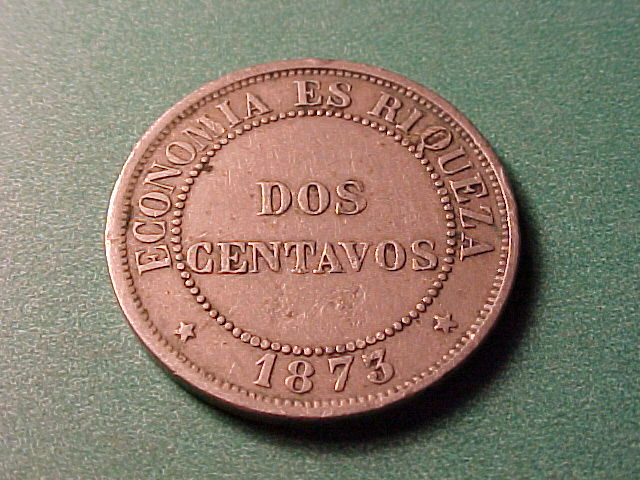 ECONOMIA ES RIQUEZA
DOS
CENTAVOS
1873